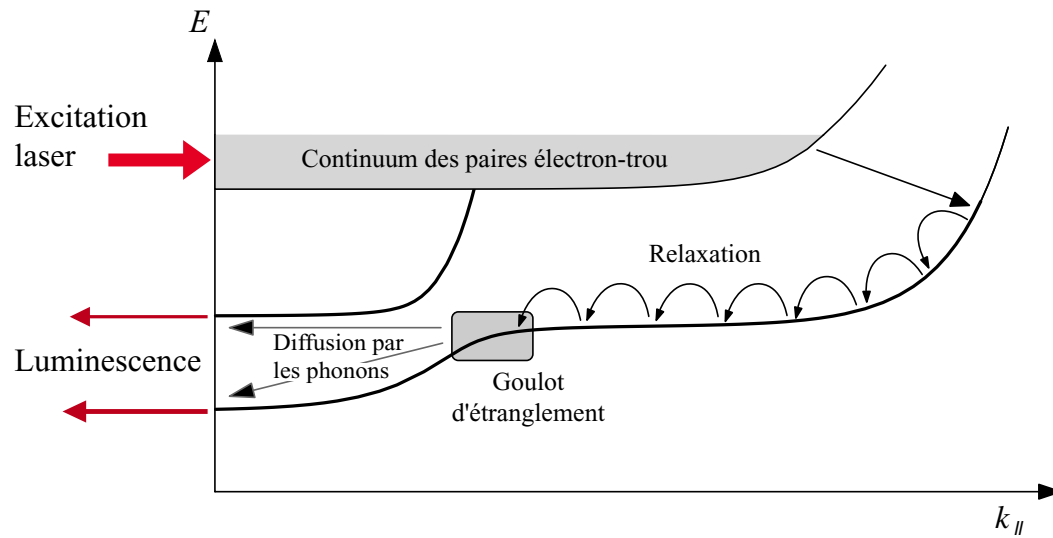 E
Excitation
laser
Continuum des paires électron-trou
Relaxation
Diffusion par
les phonons
Luminescence
Goulot
d'étranglement
k//